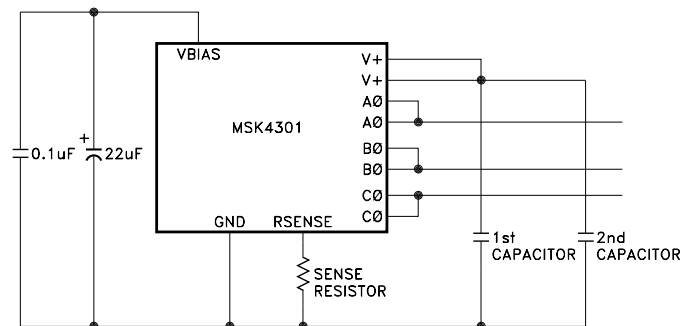 VBIAS
V+
V+
AØ
AØ
MSK4301
+
0.1uF
22uF
BØ
BØ
CØ
CØ
GND
RSENSE
1st
CAPACITOR
2nd
CAPACITOR
SENSE
RESISTOR